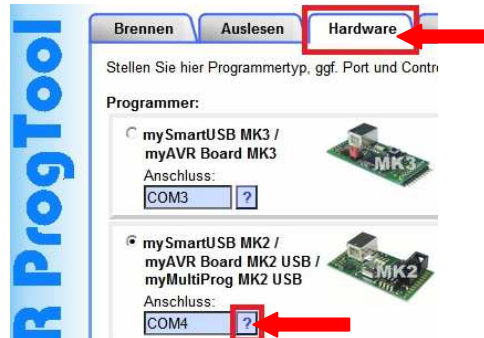 R ProgTool
Brennen Auslesen Hardware
Stellen Sie hier Programmertyp, ggf. Port und Contr
Programmer:
mySmartUSB MK3 /
myAVR Board MK3
Anschluss:
COM3 ?
MK3
mySmartUSB MK2 /
myAVR Board MK2 USB /
myMultiProg MK2 USB
Anschluss:
COM4 ?
MK2